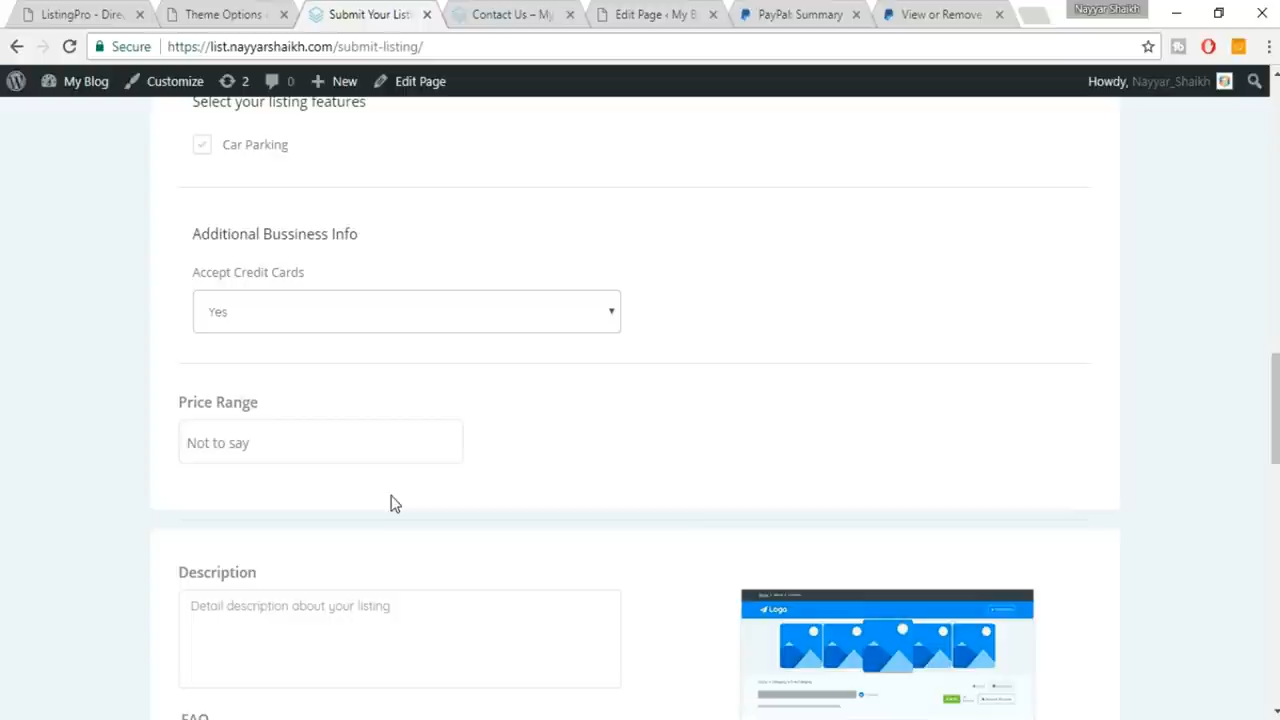 ListingPro - Direc
Theme Options
Submit Your Listi
Contact Us – My
Edit Page ‹ My B
PayPal: Summary
View or Remove
Nayyar Shaikh
Secure
https://list.nayyarshaikh.com/submit-listing/
My Blog
Customize
2
0
New
Edit Page
Howdy, Nayyar_Shaikh
Select your listing features
Car Parking
Additional Bussiness Info
Accept Credit Cards
Yes
Price Range
Not to say
Description
Detail description about your listing
Logo
FAQ